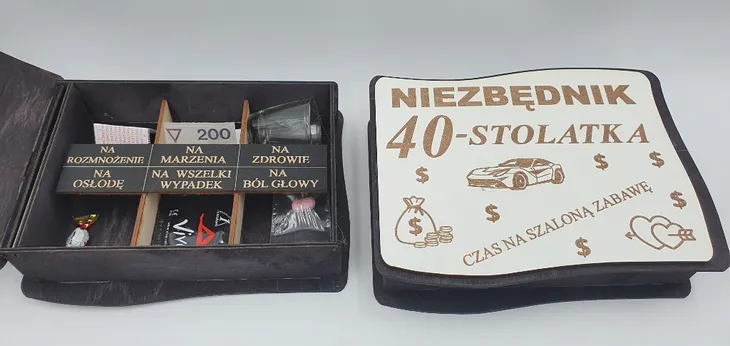 200
NA
ROZMNOŻENIE
NA
MARZENIA
NA
ZDROWIE
NA
OSŁODĘ
NA WSZELKI
WYPADEK
NA
BÓL GŁOWY
Viv
NIEZBĘDNIK
40-STOLATKA
$
$
$
$
$
$
$
CZAS NA SZALONĄ ZABAWĘ